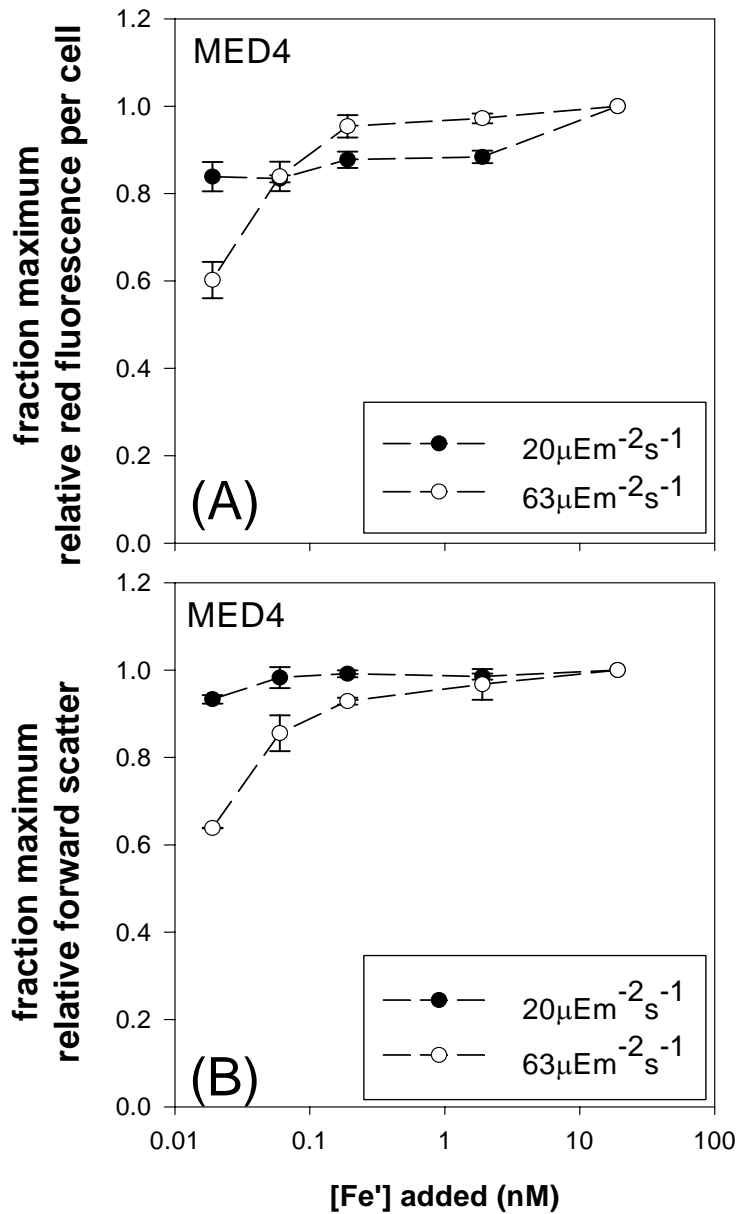 fraction maximum
relative red fluorescence per cell
1.2
1.0
0.8
0.6
0.4
0.2
0.0
MED4
20μEm-2s-1
63μEm-2s-1
(A)
fraction maximum
relative forward scatter
1.2
1.0
0.8
0.6
0.4
0.2
0.0
MED4
20μEm-2s-1
63μEm-2s-1
(B)
0.01 0.1 1 10 100
[Fe'] added (nM)